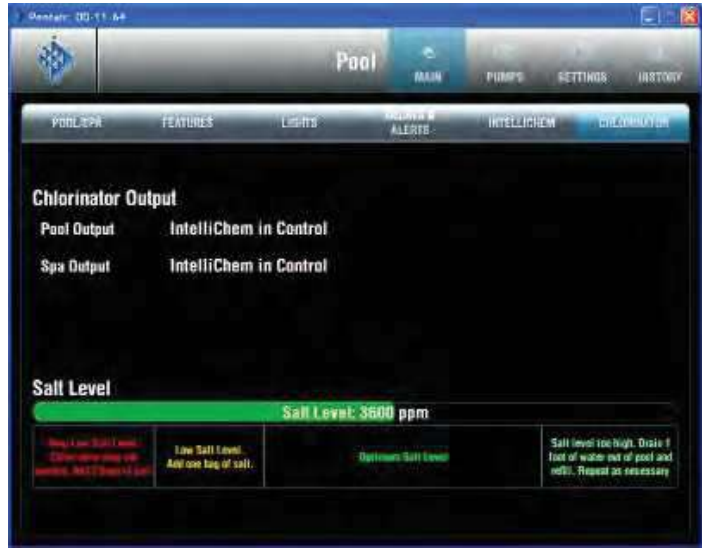 Pentair: 00-11-64
Pool
MAIN
PUMPS
SETTINGS
HISTORY
POOL/SPA
FEATURES
LIGHTS
ALERTS
INTELLICHEM
CHLORINATOR
Chlorinator Output
Pool Output IntelliChem in Control
Spa Output IntelliChem in Control
Salt Level
Salt Level: 3600 ppm
Low Salt Level.
Add one bag of salt.
Optimum Salt Level
Salt level too high. Drain 1
foot of water out of pool and
refill. Repeat as necessary